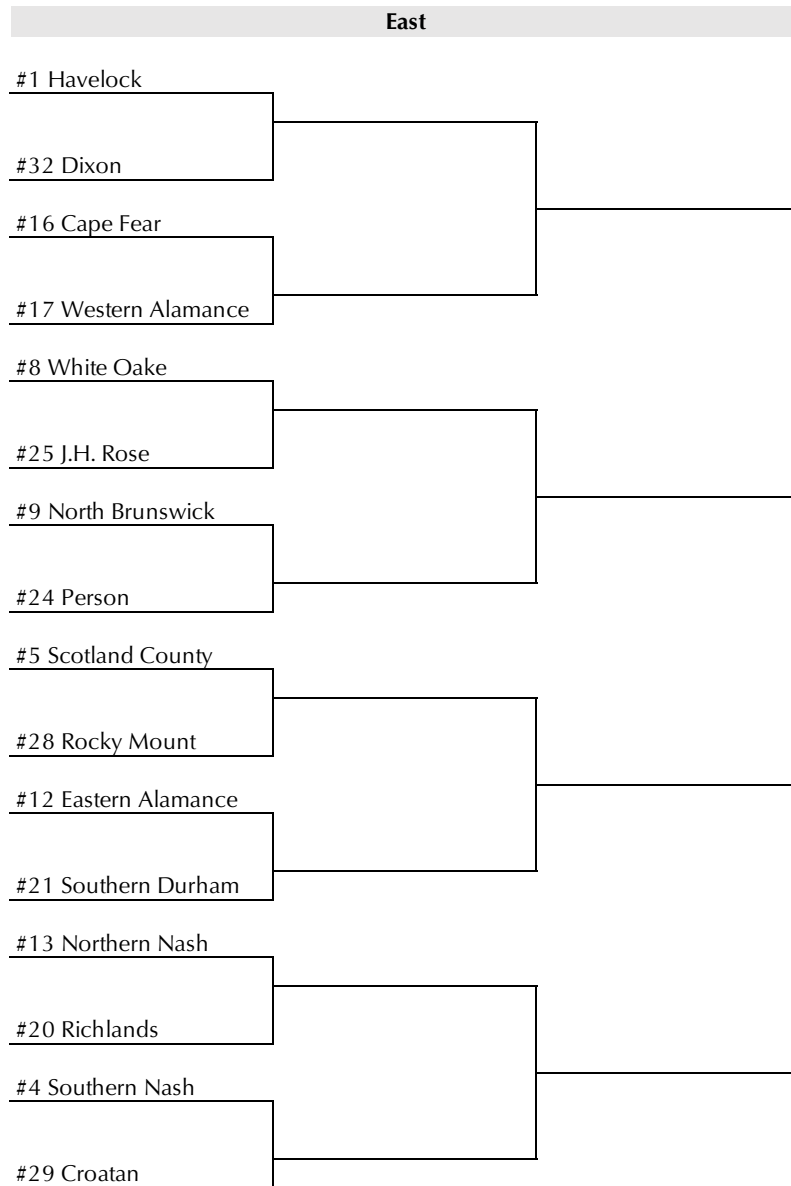 East
#1 Havelock
#32 Dixon
#16 Cape Fear
#17 Western Alamance
#8 White Oake
#25 J.H. Rose
#9 North Brunswick
#24 Person
#5 Scotland County
#28 Rocky Mount
#12 Eastern Alamance
#21 Southern Durham
#13 Northern Nash
#20 Richlands
#4 Southern Nash
#29 Croatan